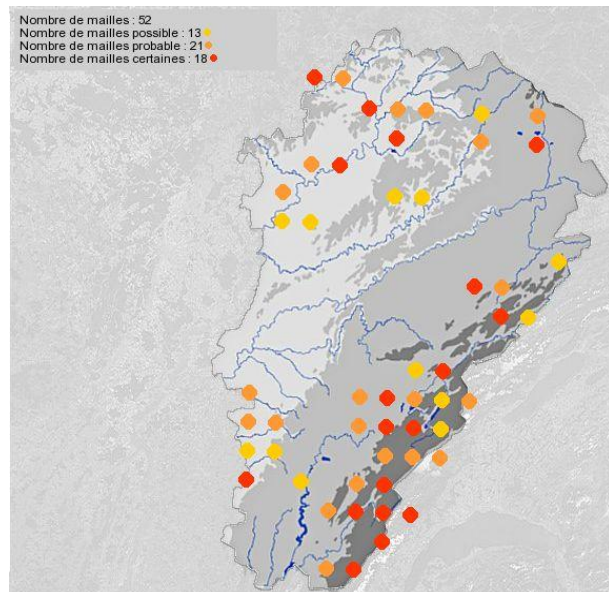 Nombre de mailles : 52
Nombre de mailles possible : 13
Nombre de mailles probable : 21
Nombre de mailles certaines : 18